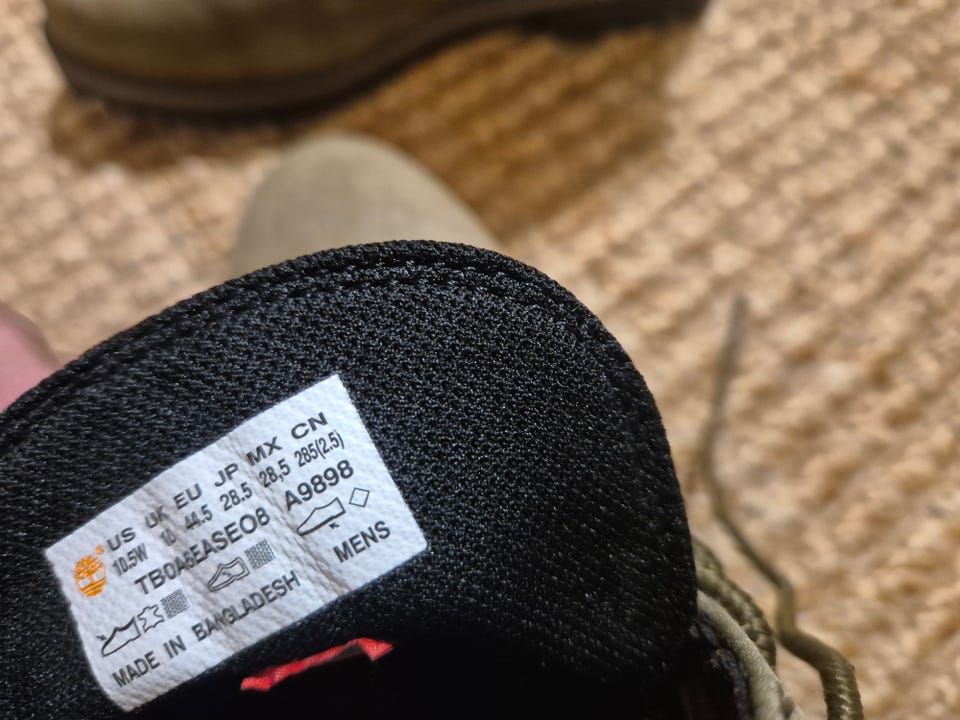 US UK EU JP MX CN
10.5W 10 44.5 28.5 28,5 285(2.5)
TB0A6EASEO8 A9898
MENS
MADE IN BANGLADESH